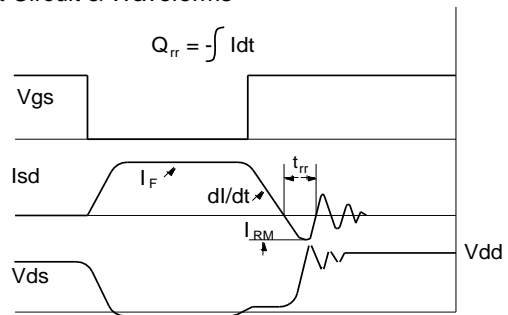 Circuit & Waveforms
Qrr = -∫ Idt
Vgs
Isd
IF
dI/dt
trr
IRM
Vdd
Vds